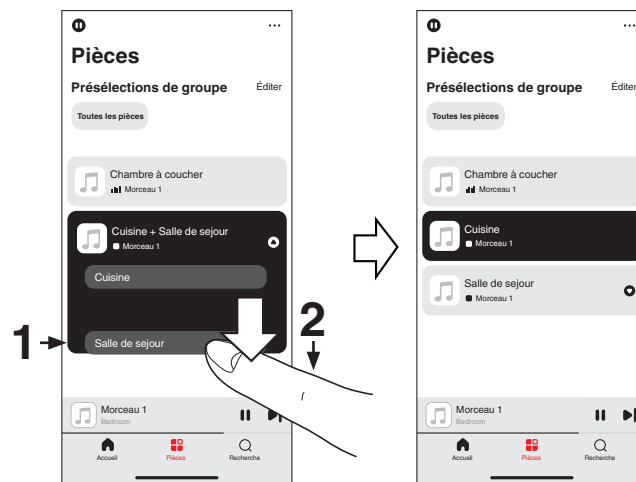 Pièces
Présélections de groupe Éditer
Toutes les pièces
Chambre à coucher
Morceau 1
Cuisine + Salle de sejour
Morceau 1
Cuisine
Salle de sejour
1
2
Morceau 1
Bedroom
Accueil Pièces Recherche
Pièces
Présélections de groupe Éditer
Toutes les pièces
Chambre à coucher
Morceau 1
Cuisine
Morceau 1
Salle de sejour
Morceau 1
Morceau 1
Bedroom
Accueil Pièces Recherche